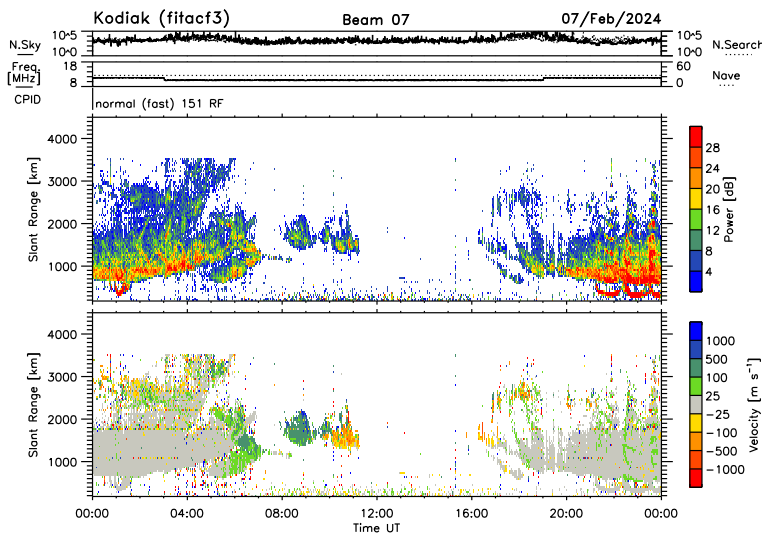 Kodiak (fitacf3) Beam 07 07/Feb/2024
N.Sky 10^5 10^0 10^5 10^0 N.Search
Freq. [MHz] 18 8 60 0 Nave
CPID normal (fast) 151 RF
Slant Range [km]
4000
3000
2000
1000
Power [dB]
28
24
20
16
12
8
4
Slant Range [km]
4000
3000
2000
1000
Velocity [m s⁻¹]
1000
500
100
25
-25
-100
-500
-1000
00:00 04:00 08:00 12:00 16:00 20:00 00:00
Time UT